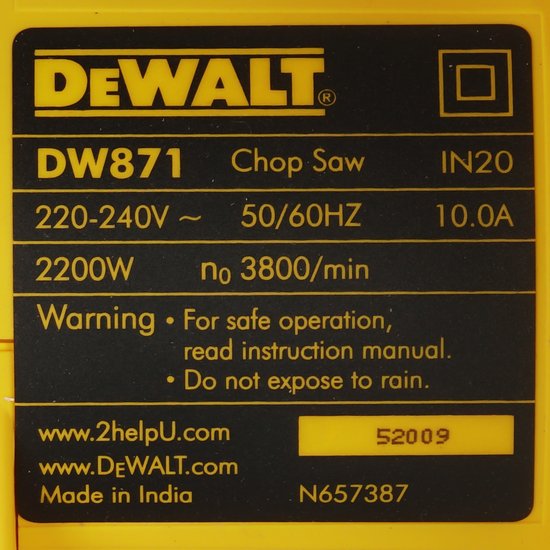 DEWALT®
DW871 Chop Saw IN20
220-240V ~ 50/60HZ 10.0A
2200W n₀ 3800/min
Warning • For safe operation,
read instruction manual.
• Do not expose to rain.
www.2helpU.com 52009
www.DEWALT.com
Made in India N657387